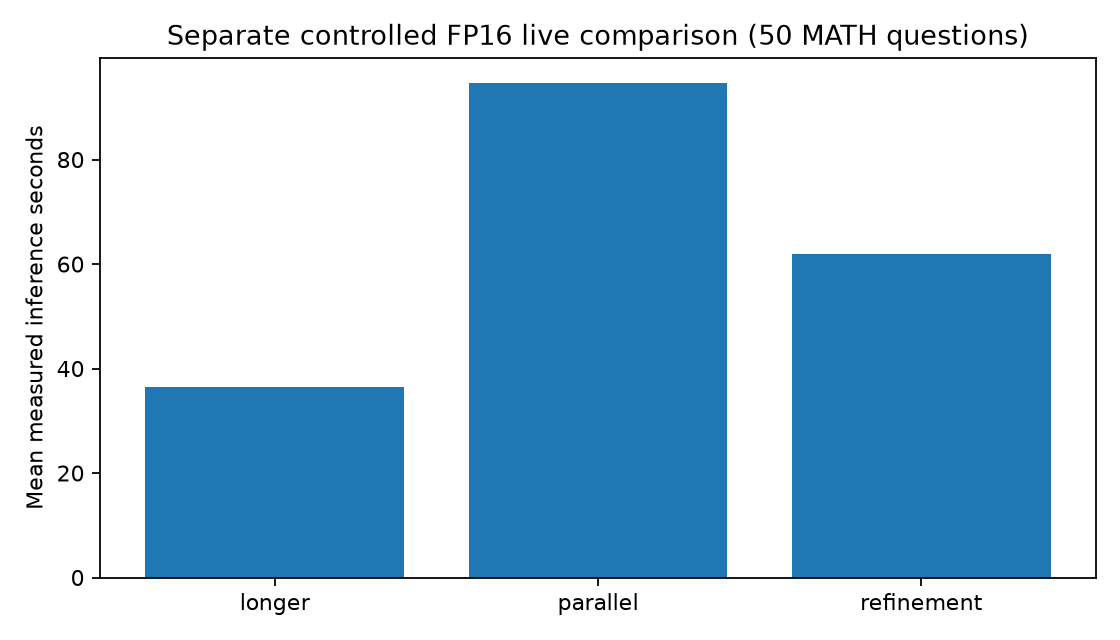 Separate controlled FP16 live comparison (50 MATH questions)
Mean measured inference seconds
80
60
40
20
0
longer parallel refinement